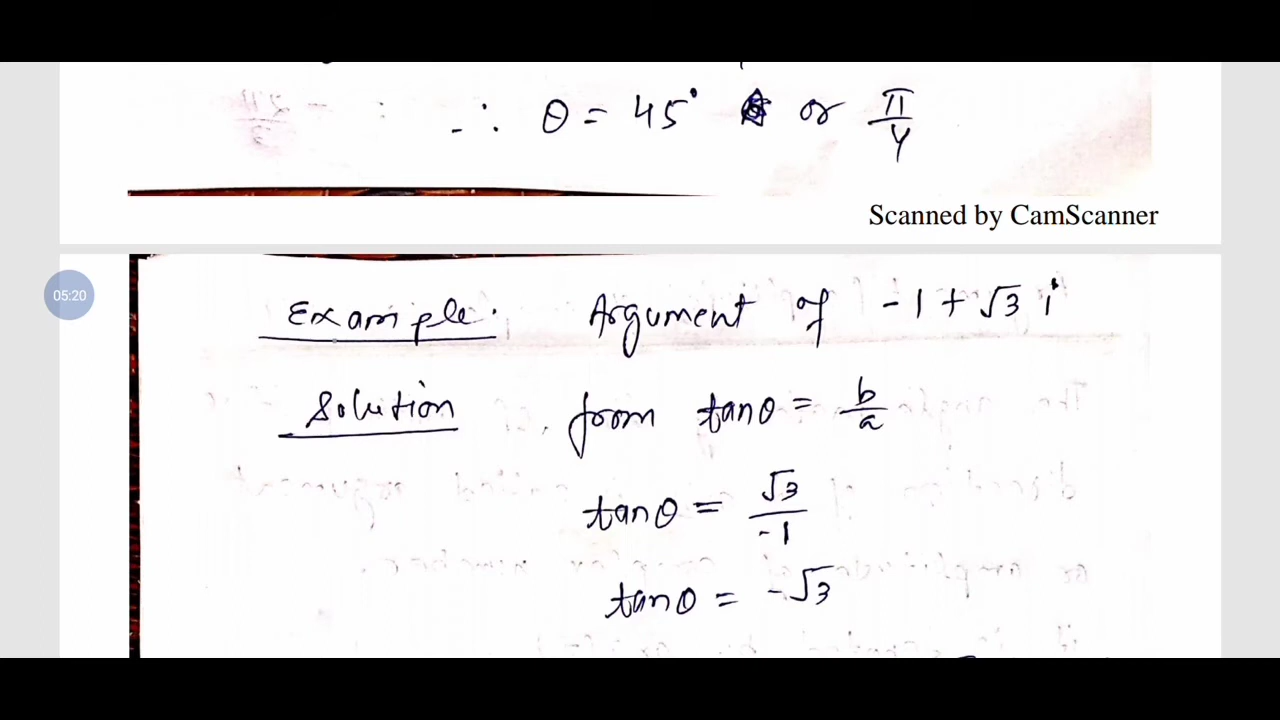 ∴ θ = 45° or π/4
Scanned by CamScanner
05:20
Example. Argument of -1 + √3 i
Solution from tanθ = b/a
tanθ = √3/-1
tanθ = -√3